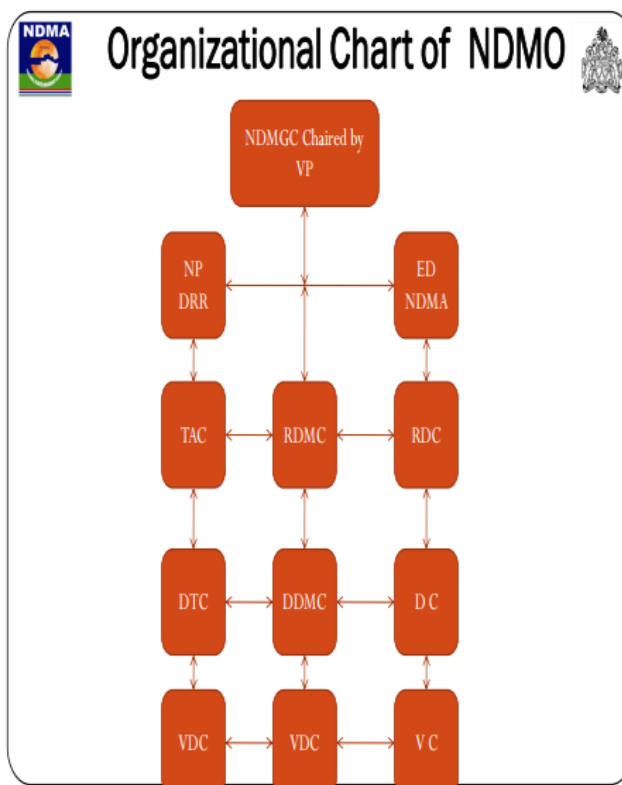 NDMA
Organizational Chart of NDMO
NDMGC Chaired by
VP
NP
DRR
ED
NDMA
TAC
RDMC
RDC
DTC
DDMC
D C
VDC
VDC
V C